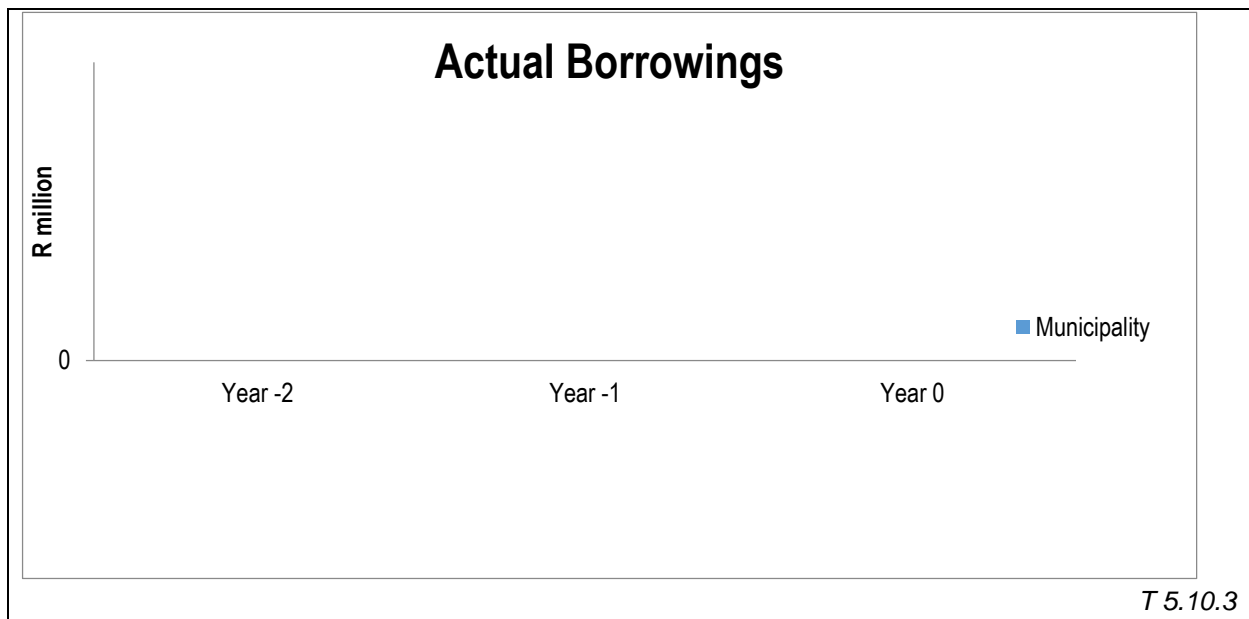 Actual Borrowings
R million
Municipality
0
Year -2 Year -1 Year 0
T 5.10.3